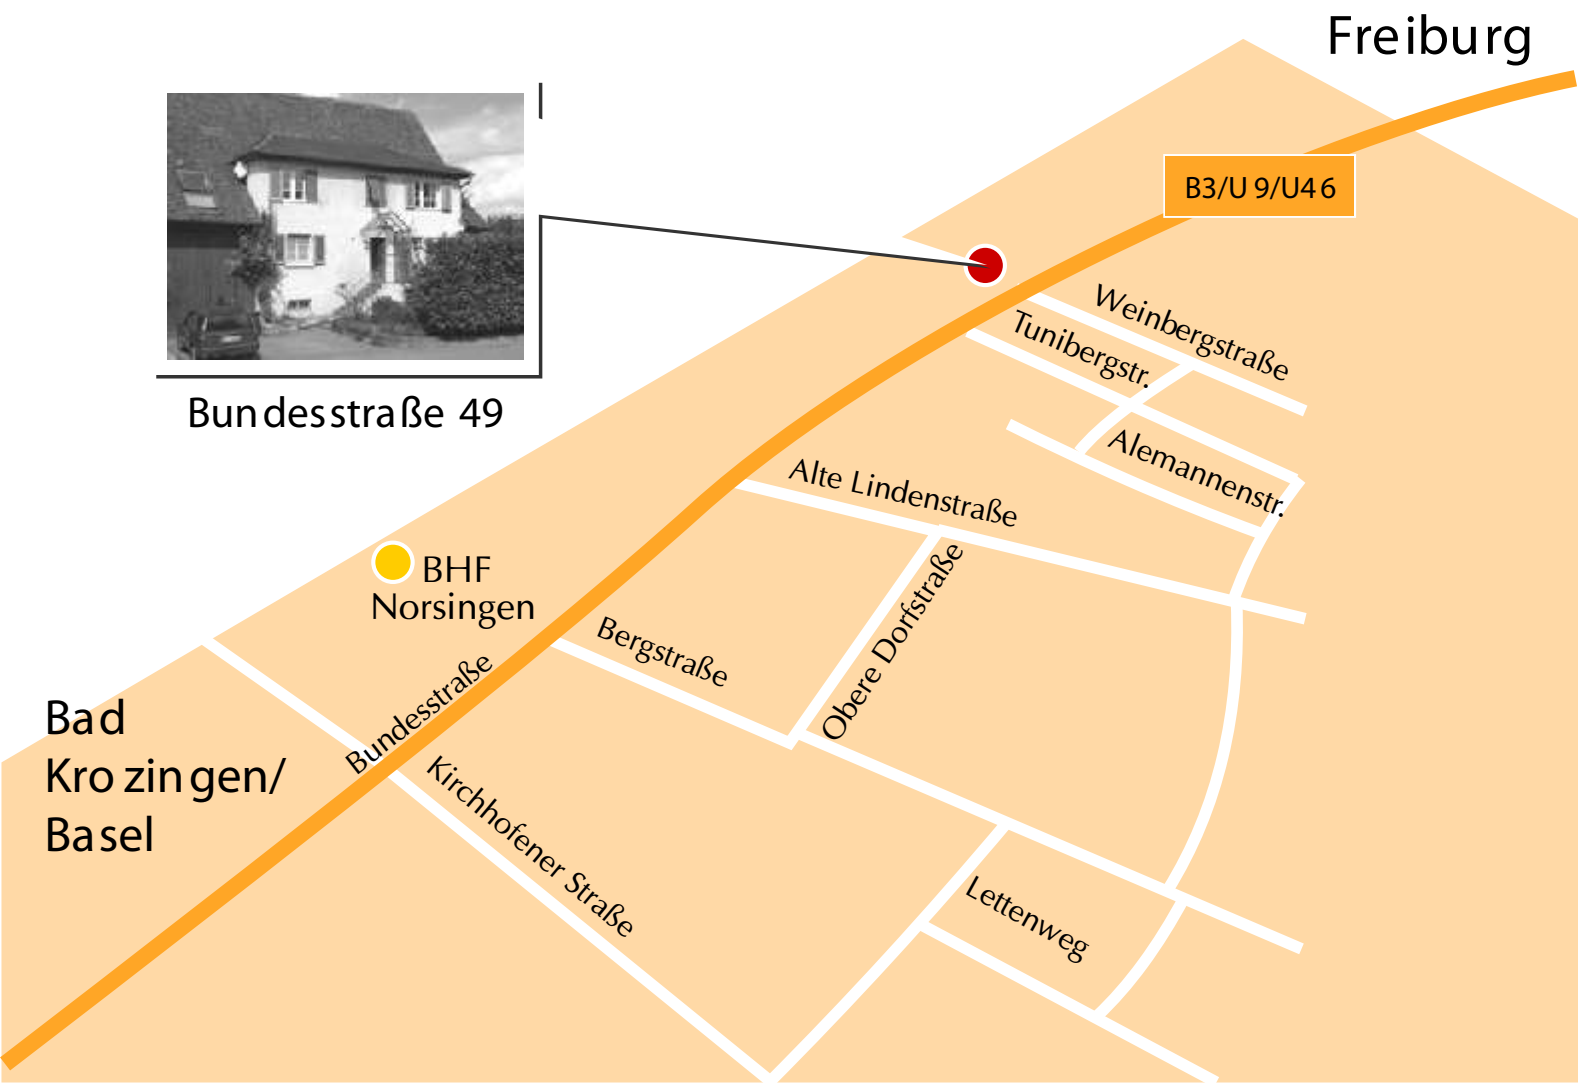 Freiburg
B3/U9/U46
Bundesstraße 49
Weinbergstraße
Tunibergstr.
Alemannenstr.
Alte Lindenstraße
BHF
Norsingen
Obere Dorfstraße
Bergstraße
Bundesstraße
Bad
Krozingen/
Basel
Kirchhofener Straße
Lettenweg